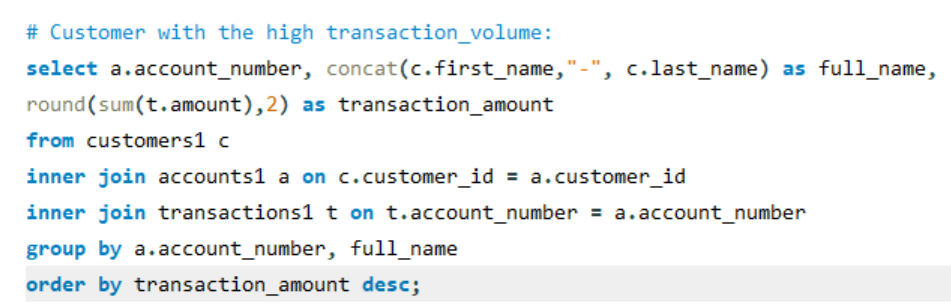 # Customer with the high transaction_volume:
select a.account_number, concat(c.first_name,"-", c.last_name) as full_name,
round(sum(t.amount),2) as transaction_amount
from customers1 c
inner join accounts1 a on c.customer_id = a.customer_id
inner join transactions1 t on t.account_number = a.account_number
group by a.account_number, full_name
order by transaction_amount desc;